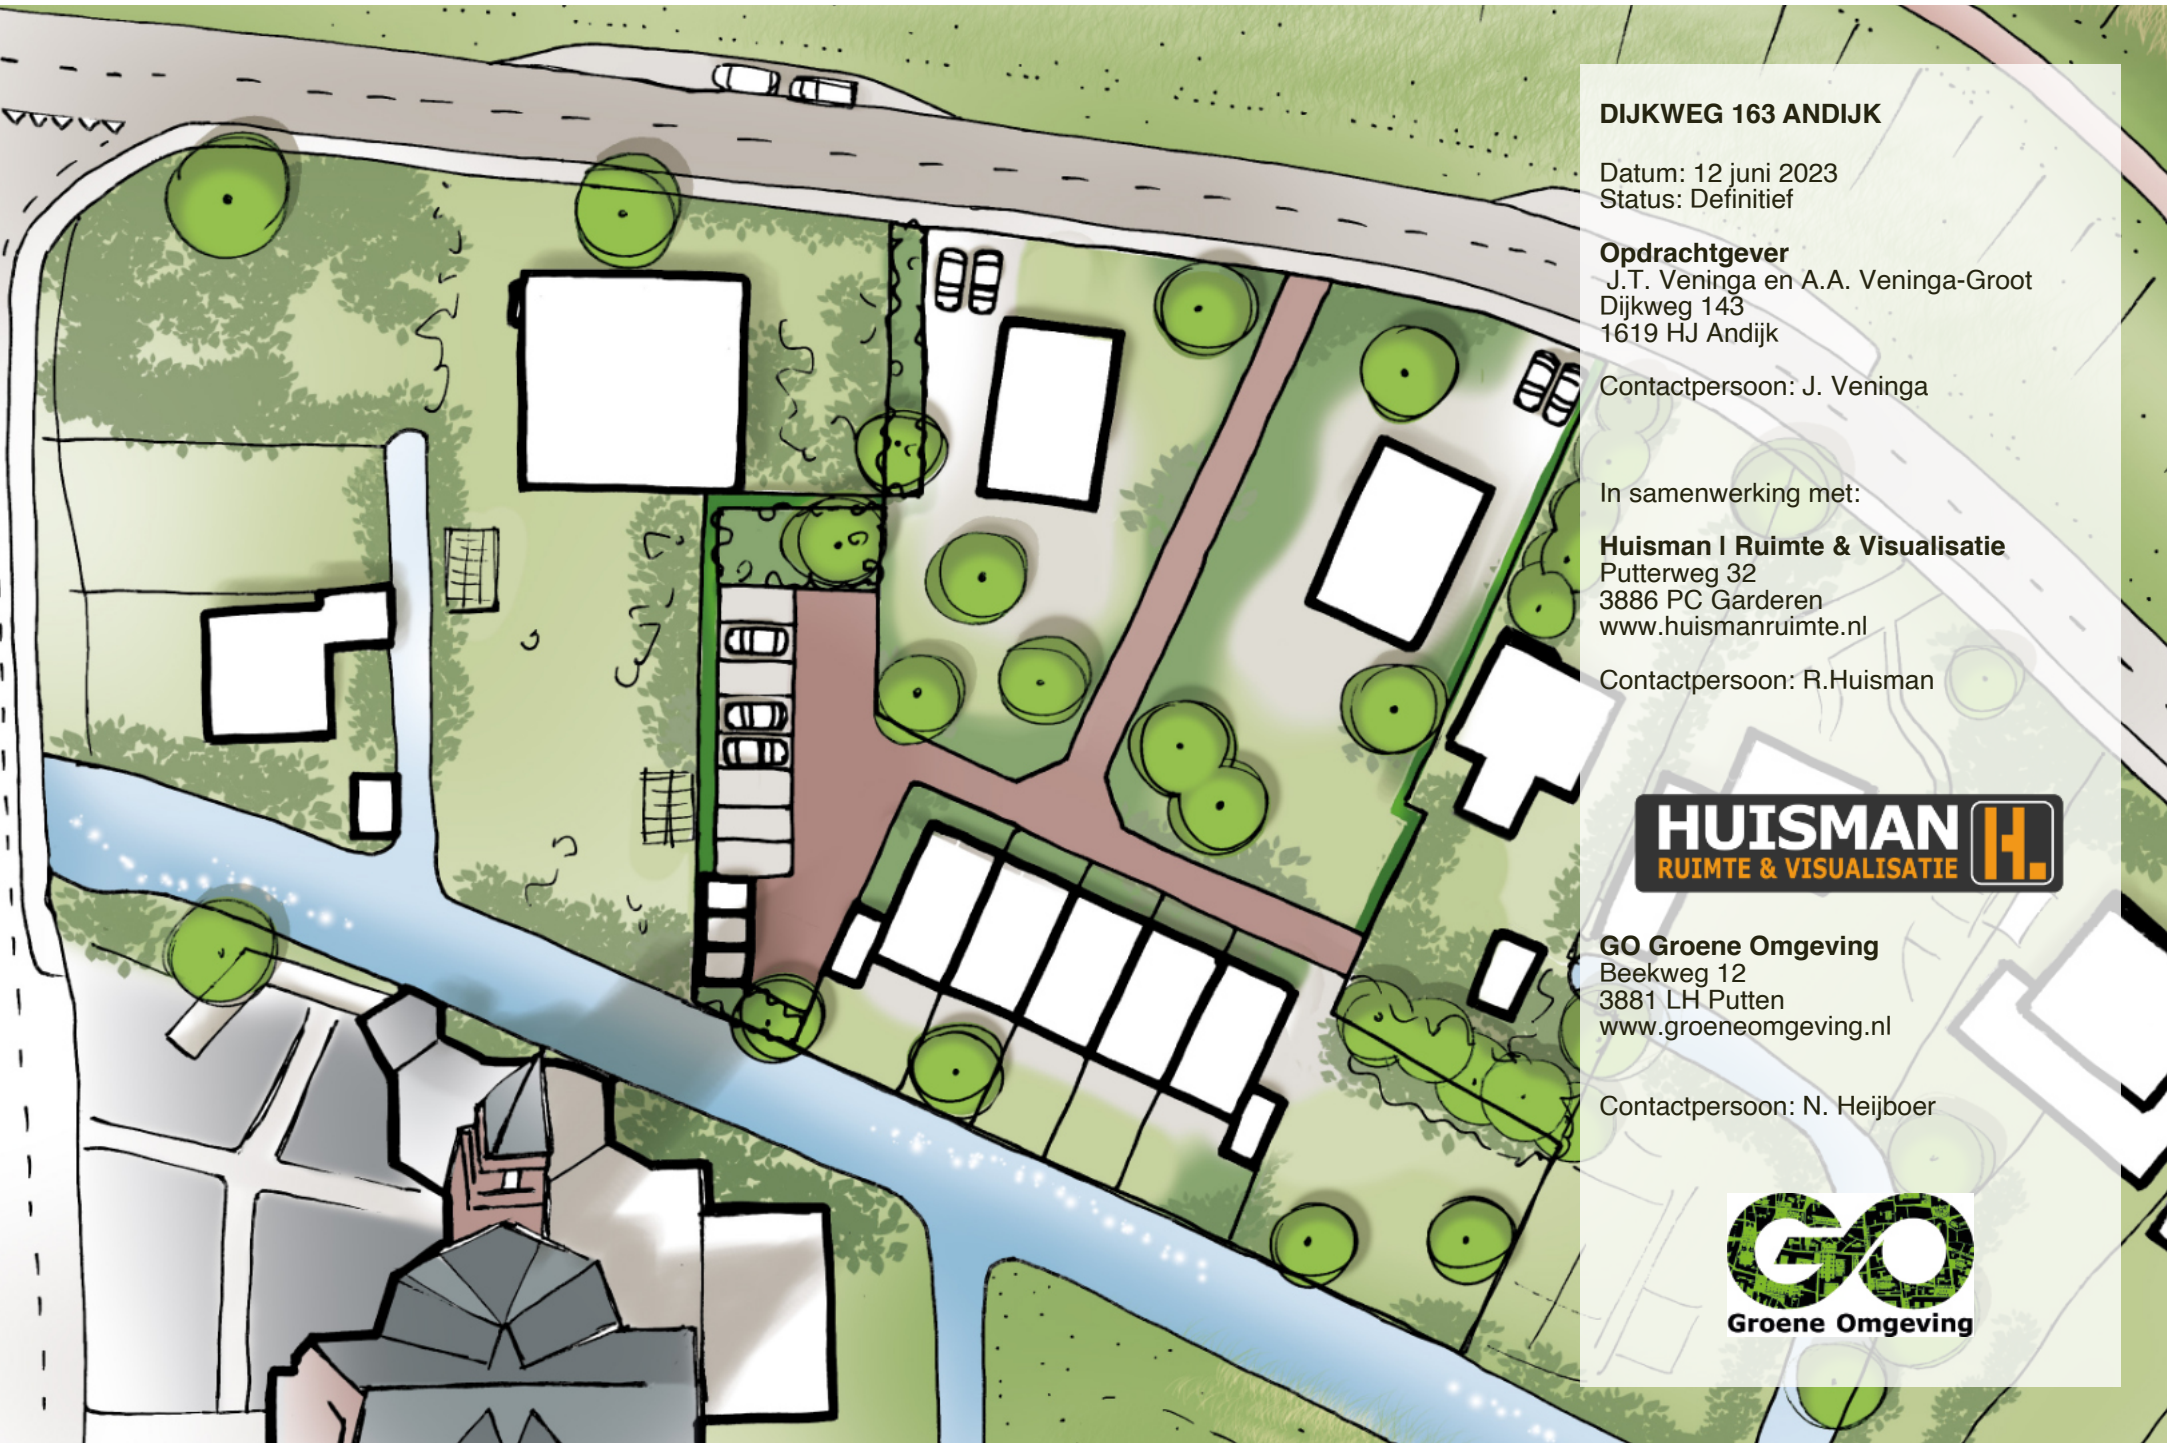 DIJKWEG 163 ANDIJK
Datum: 12 juni 2023
Status: Definitief
Opdrachtgever
J.T. Veninga en A.A. Veninga-Groot
Dijkweg 143
1619 HJ Andijk
Contactpersoon: J. Veninga
In samenwerking met:
Huisman | Ruimte & Visualisatie
Putterweg 32
3886 PC Garderen
www.huismanruimte.nl
Contactpersoon: R.Huisman
HUISMAN H.
RUIMTE & VISUALISATIE
GO Groene Omgeving
Beekweg 12
3881 LH Putten
www.groeneomgeving.nl
Contactpersoon: N. Heijboer
GO
Groene Omgeving